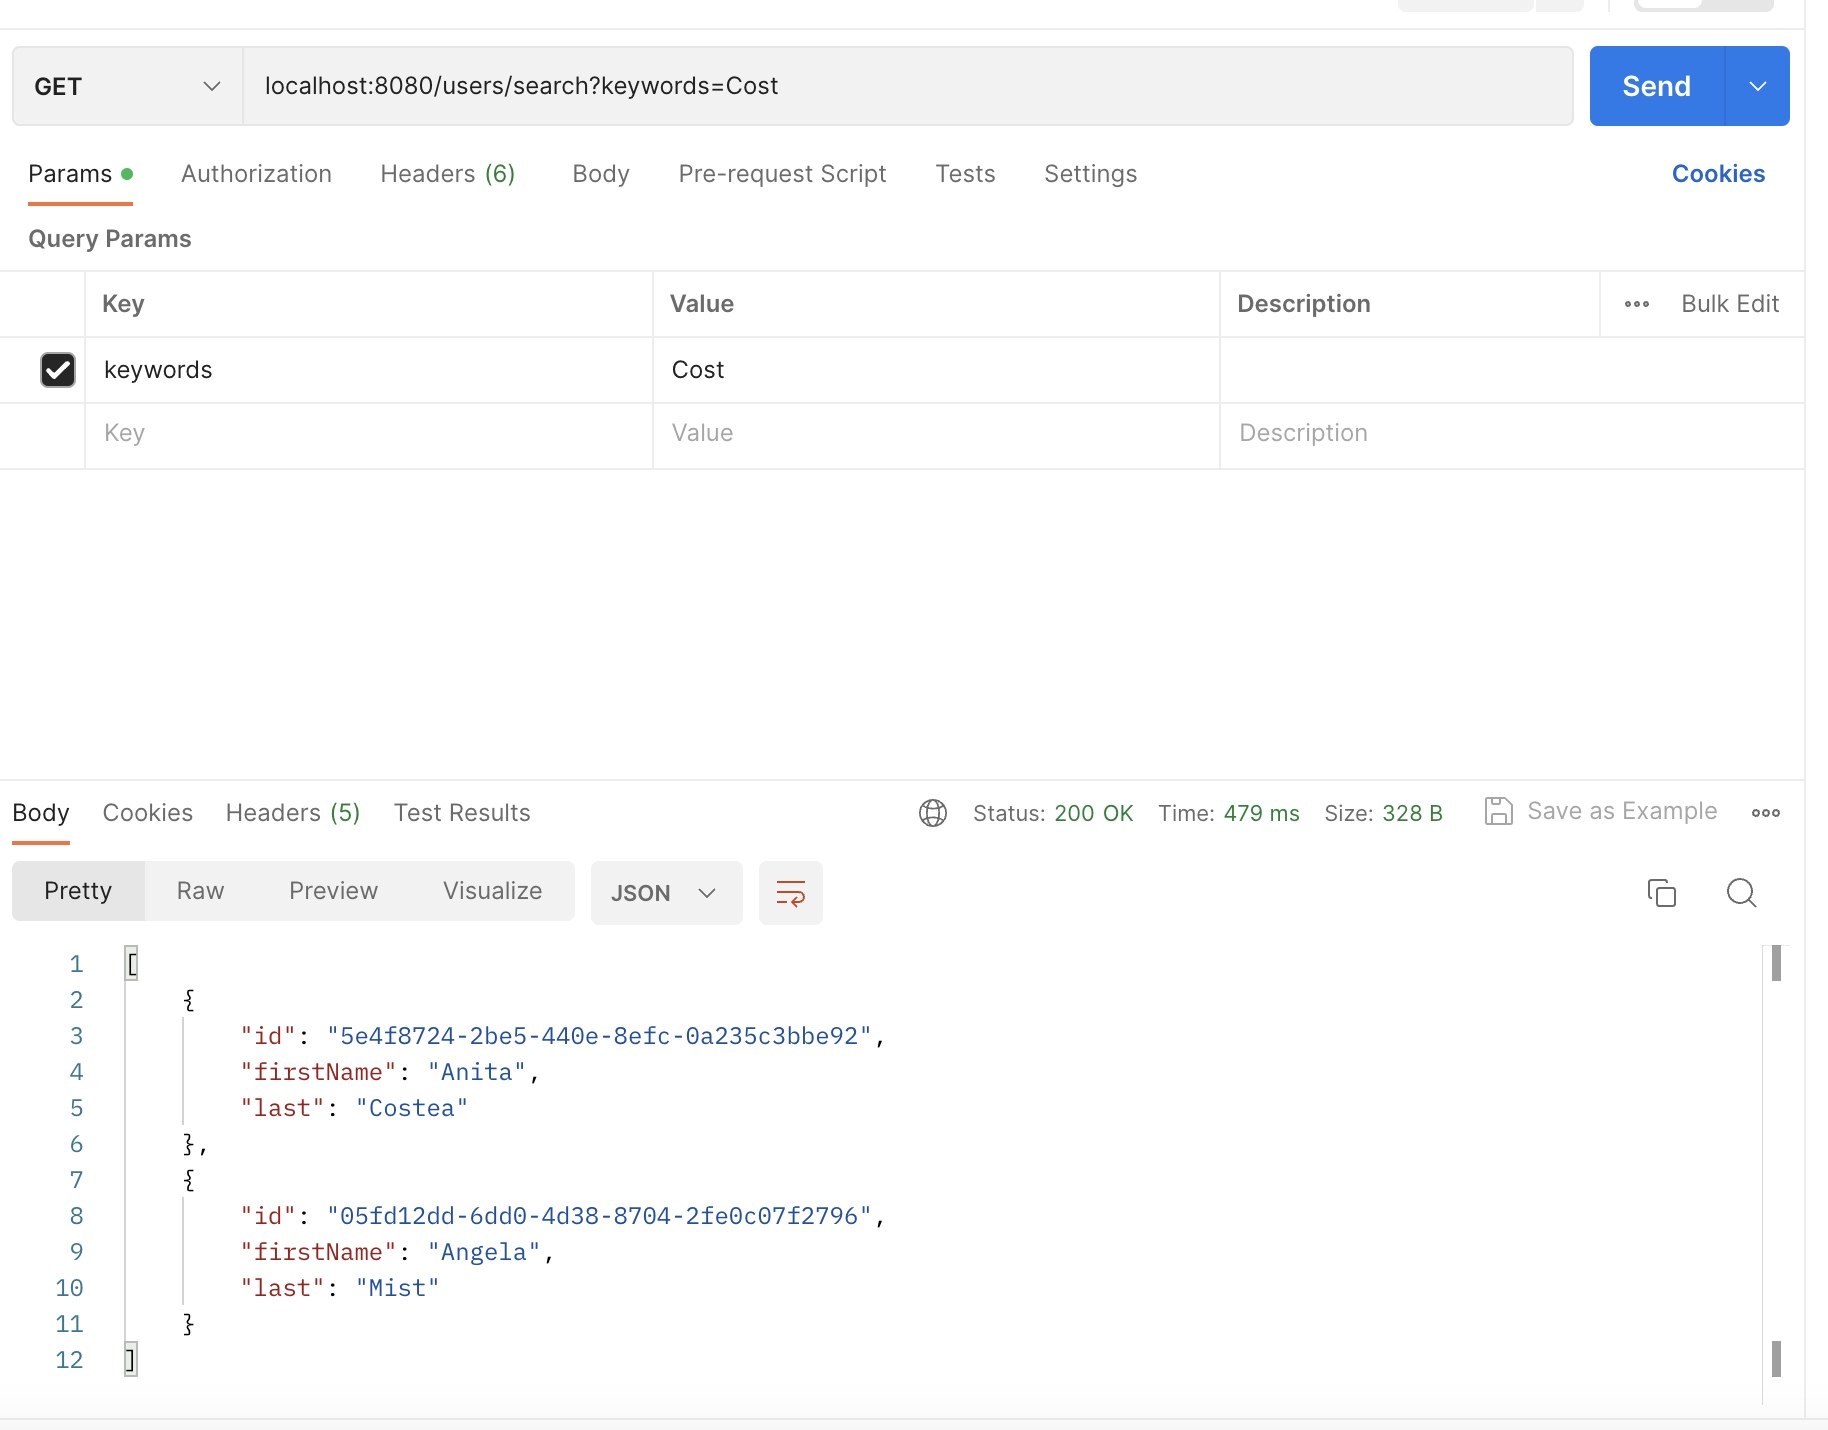 GET localhost:8080/users/search?keywords=Cost Send
Params Authorization Headers (6) Body Pre-request Script Tests Settings Cookies
Query Params
Key Value Description Bulk Edit
keywords Cost
Key Value Description
Body Cookies Headers (5) Test Results Status: 200 OK Time: 479 ms Size: 328 B Save as Example
Pretty Raw Preview Visualize JSON
1 [
2 {
3 "id": "5e4f8724-2be5-440e-8efc-0a235c3bbe92",
4 "firstName": "Anita",
5 "last": "Costea"
6 },
7 {
8 "id": "05fd12dd-6dd0-4d38-8704-2fe0c07f2796",
9 "firstName": "Angela",
10 "last": "Mist"
11 }
12 ]